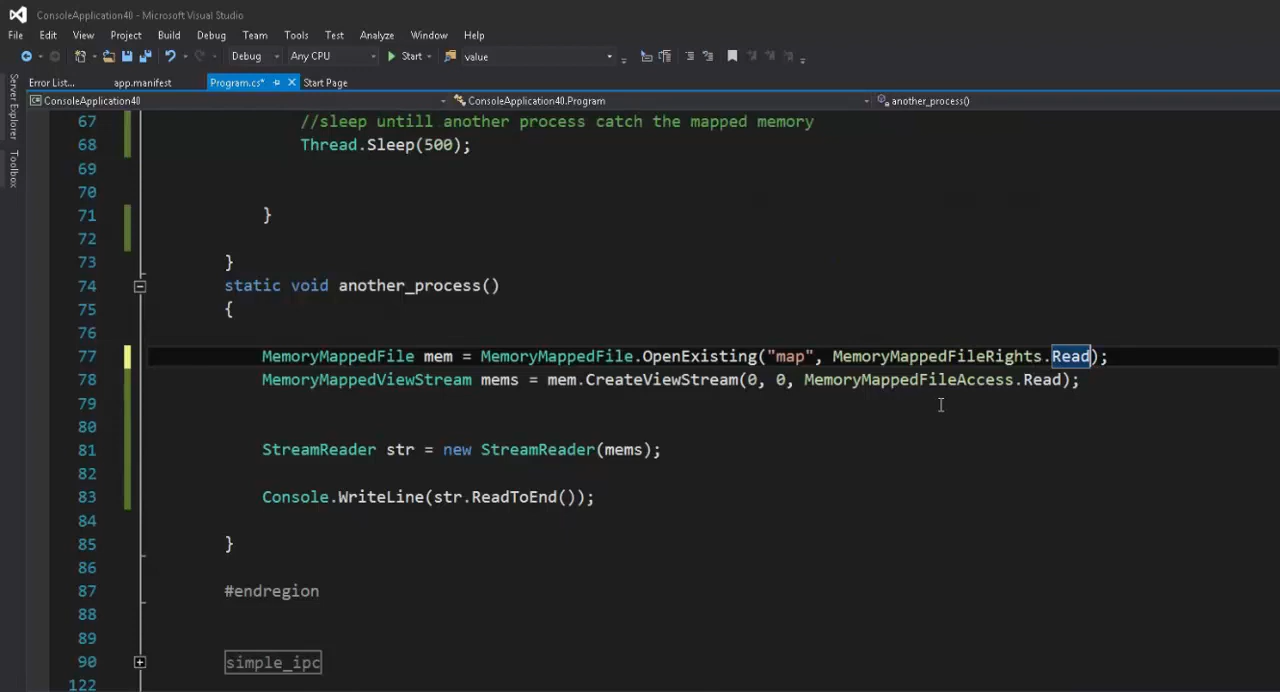 ConsoleApplication40 - Microsoft Visual Studio
File Edit View Project Build Debug Team Tools Test Analyze Window Help
Debug Any CPU Start value
Error List... app.manifest Program.cs* Start Page
ConsoleApplication40 ConsoleApplication40.Program another_process()
Server Explorer
Toolbox
67 //sleep untill another process catch the mapped memory
68 Thread.Sleep(500);
69
70
71 }
72
73 }
74 static void another_process()
75 {
76
77 MemoryMappedFile mem = MemoryMappedFile.OpenExisting("map", MemoryMappedFileRights.Read);
78 MemoryMappedViewStream mems = mem.CreateViewStream(0, 0, MemoryMappedFileAccess.Read);
79
80
81 StreamReader str = new StreamReader(mems);
82
83 Console.WriteLine(str.ReadToEnd());
84
85 }
86
87 #endregion
88
89
90 simple_ipc
122